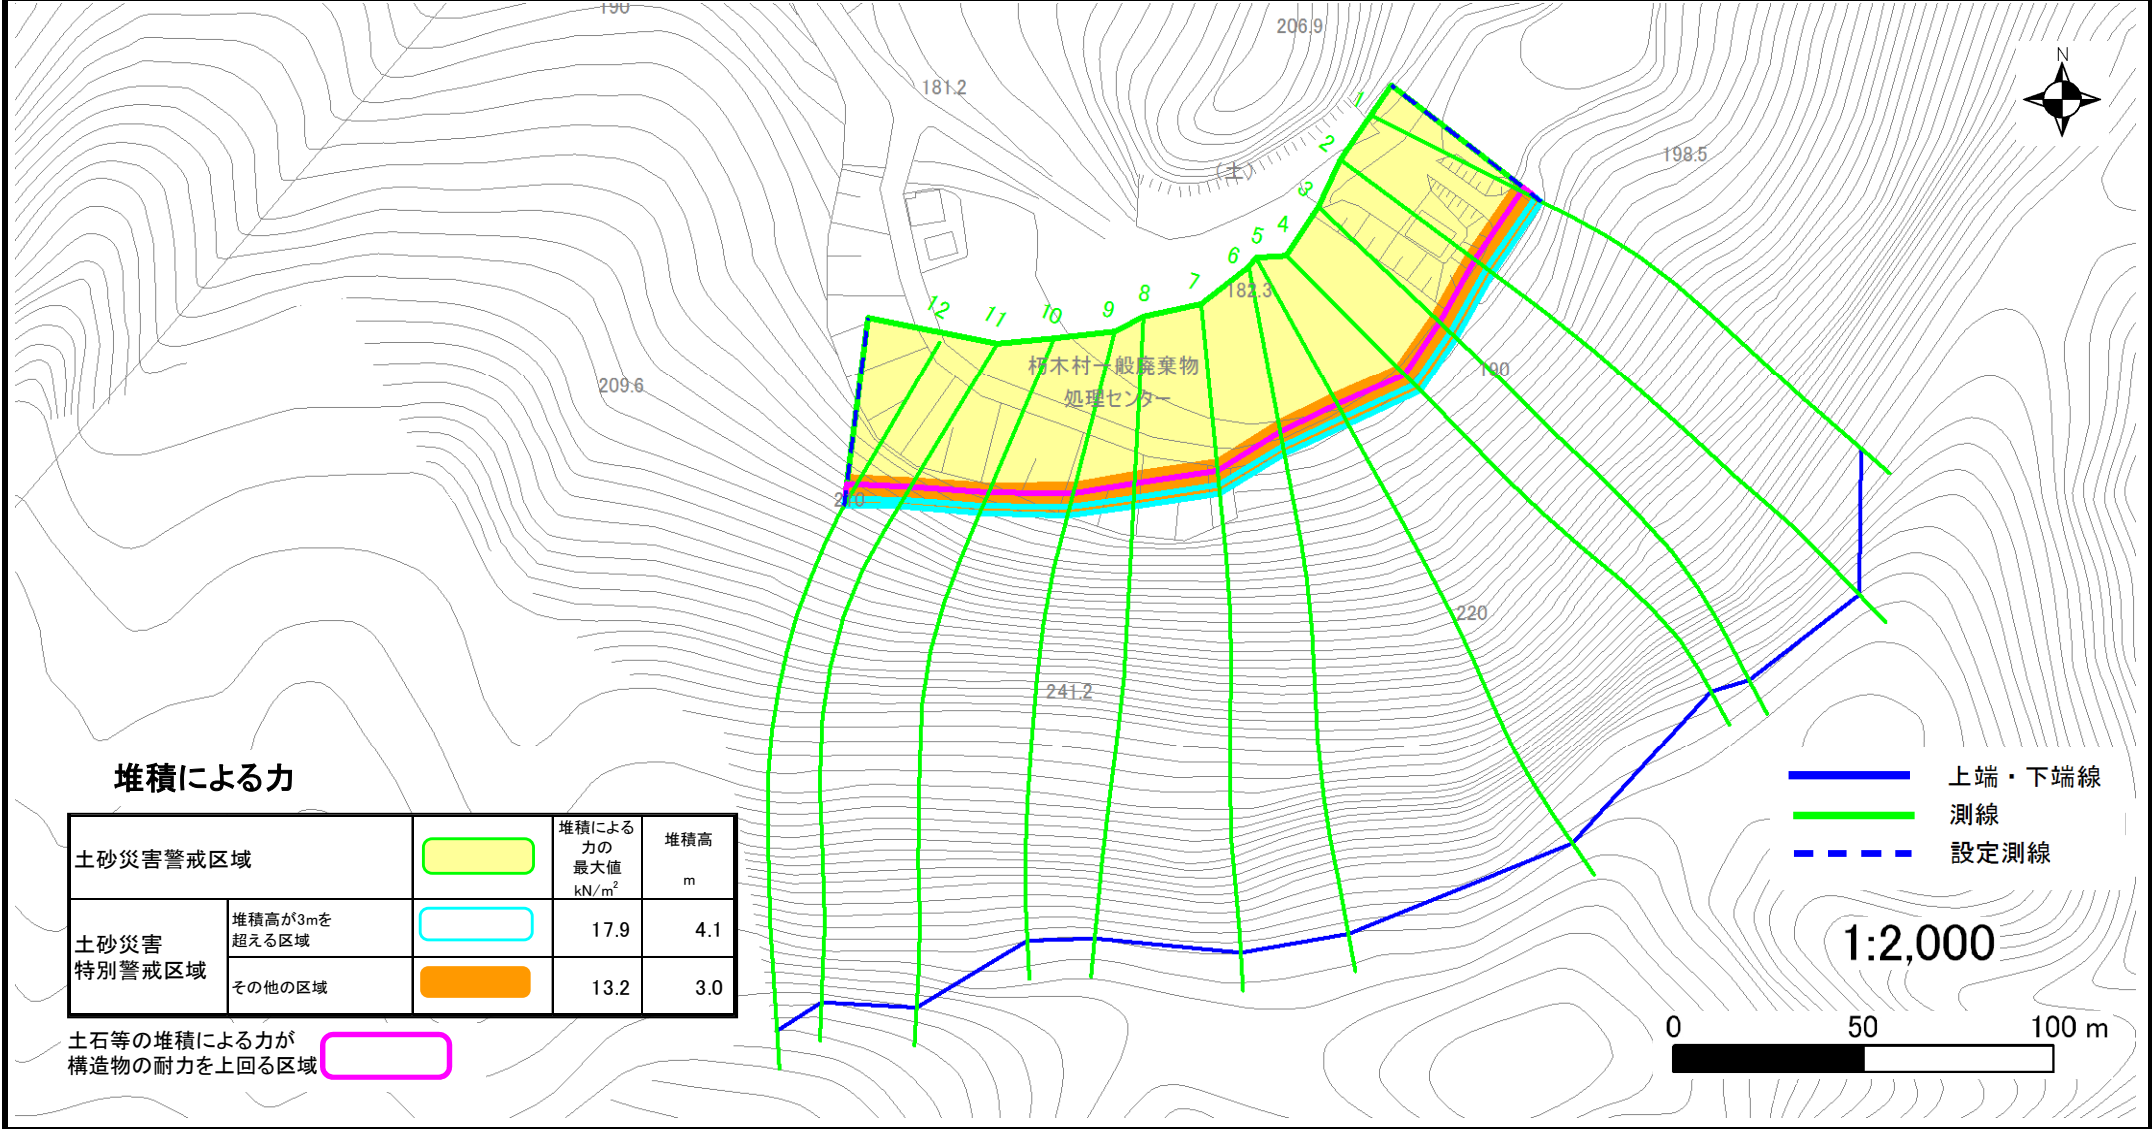 190
206.9
N
181.2
198.5
(土)
1
2
3
4
5
6
7
8
9
10
11
12
182.3
朽木村一般廃棄物
処理センター
190
209.6
210
220
241.2
堆積による力
土砂災害警戒区域
堆積による
力の
最大値
kN/m²
堆積高
m
土砂災害
特別警戒区域
堆積高が3mを
超える区域
17.9
4.1
その他の区域
13.2
3.0
土石等の堆積による力が
構造物の耐力を上回る区域
上端・下端線
測線
設定測線
1:2,000
0
50
100 m